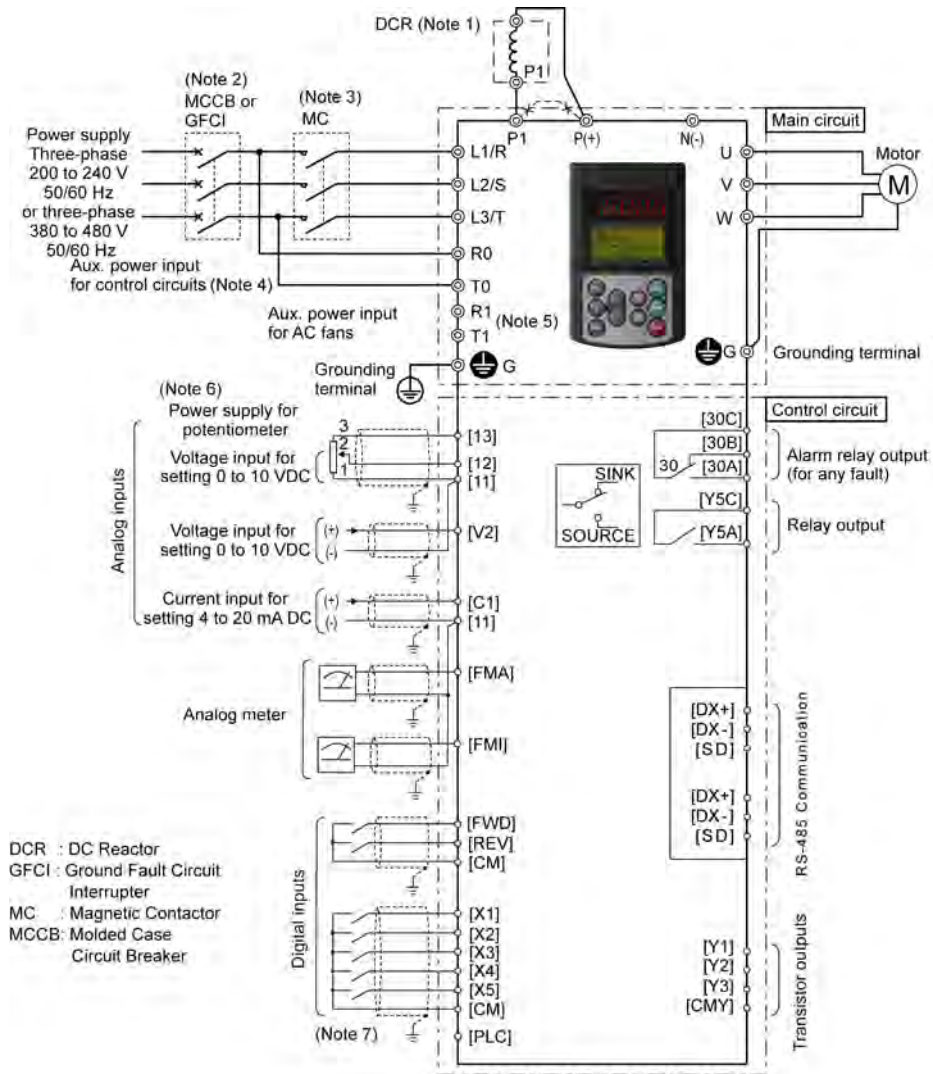 DCR (Note 1)
P1
(Note 2)
MCCB or
GFCI
(Note 3)
MC
P1
P(+)
N(-)
Main circuit
Power supply
Three-phase
200 to 240 V
50/60 Hz
or three-phase
380 to 480 V
50/60 Hz
L1/R
L2/S
L3/T
R0
T0
R1
T1
G
U
V
W
Motor
M
Aux. power input
for control circuits (Note 4)
Aux. power input
for AC fans
(Note 5)
Grounding
terminal
G
Grounding terminal
Control circuit
(Note 6)
Power supply for
potentiometer
Voltage input for
setting 0 to 10 VDC
3
2
1
[13]
[12]
[11]
Analog inputs
Voltage input for
setting 0 to 10 VDC
(+)
(-)
[V2]
Current input for
setting 4 to 20 mA DC
(+)
(-)
[C1]
[11]
SINK
SOURCE
[30C]
[30B]
30
[30A]
Alarm relay output
(for any fault)
[Y5C]
[Y5A]
Relay output
Analog meter
[FMA]
[FMI]
[DX+]
[DX-]
[SD]
[DX+]
[DX-]
[SD]
RS-485 Communication
Digital inputs
[FWD]
[REV]
[CM]
[X1]
[X2]
[X3]
[X4]
[X5]
[CM]
(Note 7)
[PLC]
[Y1]
[Y2]
[Y3]
[CMY]
Transistor outputs
DCR : DC Reactor
GFCI : Ground Fault Circuit
Interrupter
MC : Magnetic Contactor
MCCB: Molded Case
Circuit Breaker